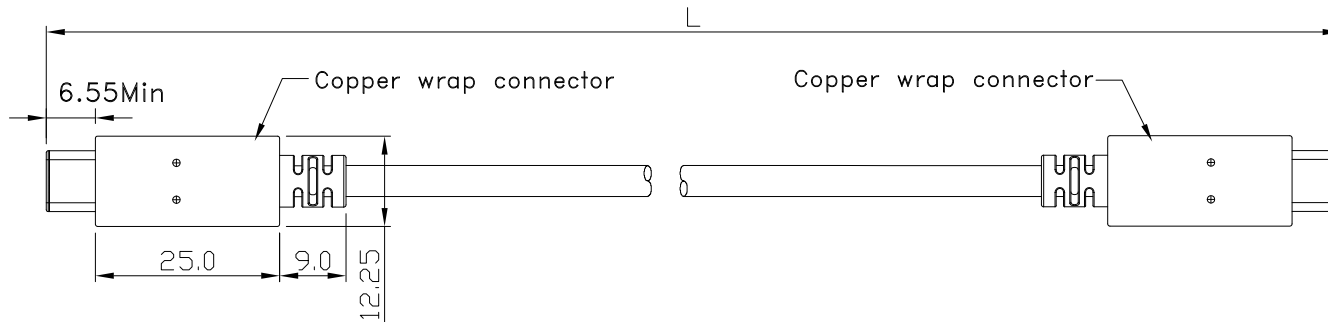 L
Copper wrap connector
Copper wrap connector
6.55Min
25.0
9.0
12.25